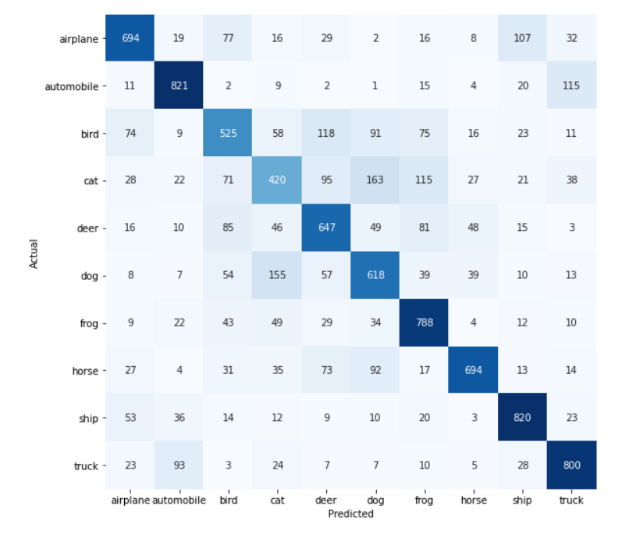 airplane 694 19 77 16 29 2 16 8 107 32
automobile 11 821 2 9 2 1 15 4 20 115
bird 74 9 525 58 118 91 75 16 23 11
cat 28 22 71 420 95 163 115 27 21 38
deer 16 10 85 46 647 49 81 48 15 3
Actual
dog 8 7 54 155 57 618 39 39 10 13
frog 9 22 43 49 29 34 788 4 12 10
horse 27 4 31 35 73 92 17 694 13 14
ship 53 36 14 12 9 10 20 3 820 23
truck 23 93 3 24 7 7 10 5 28 800
airplane automobile bird cat deer dog frog horse ship truck
Predicted